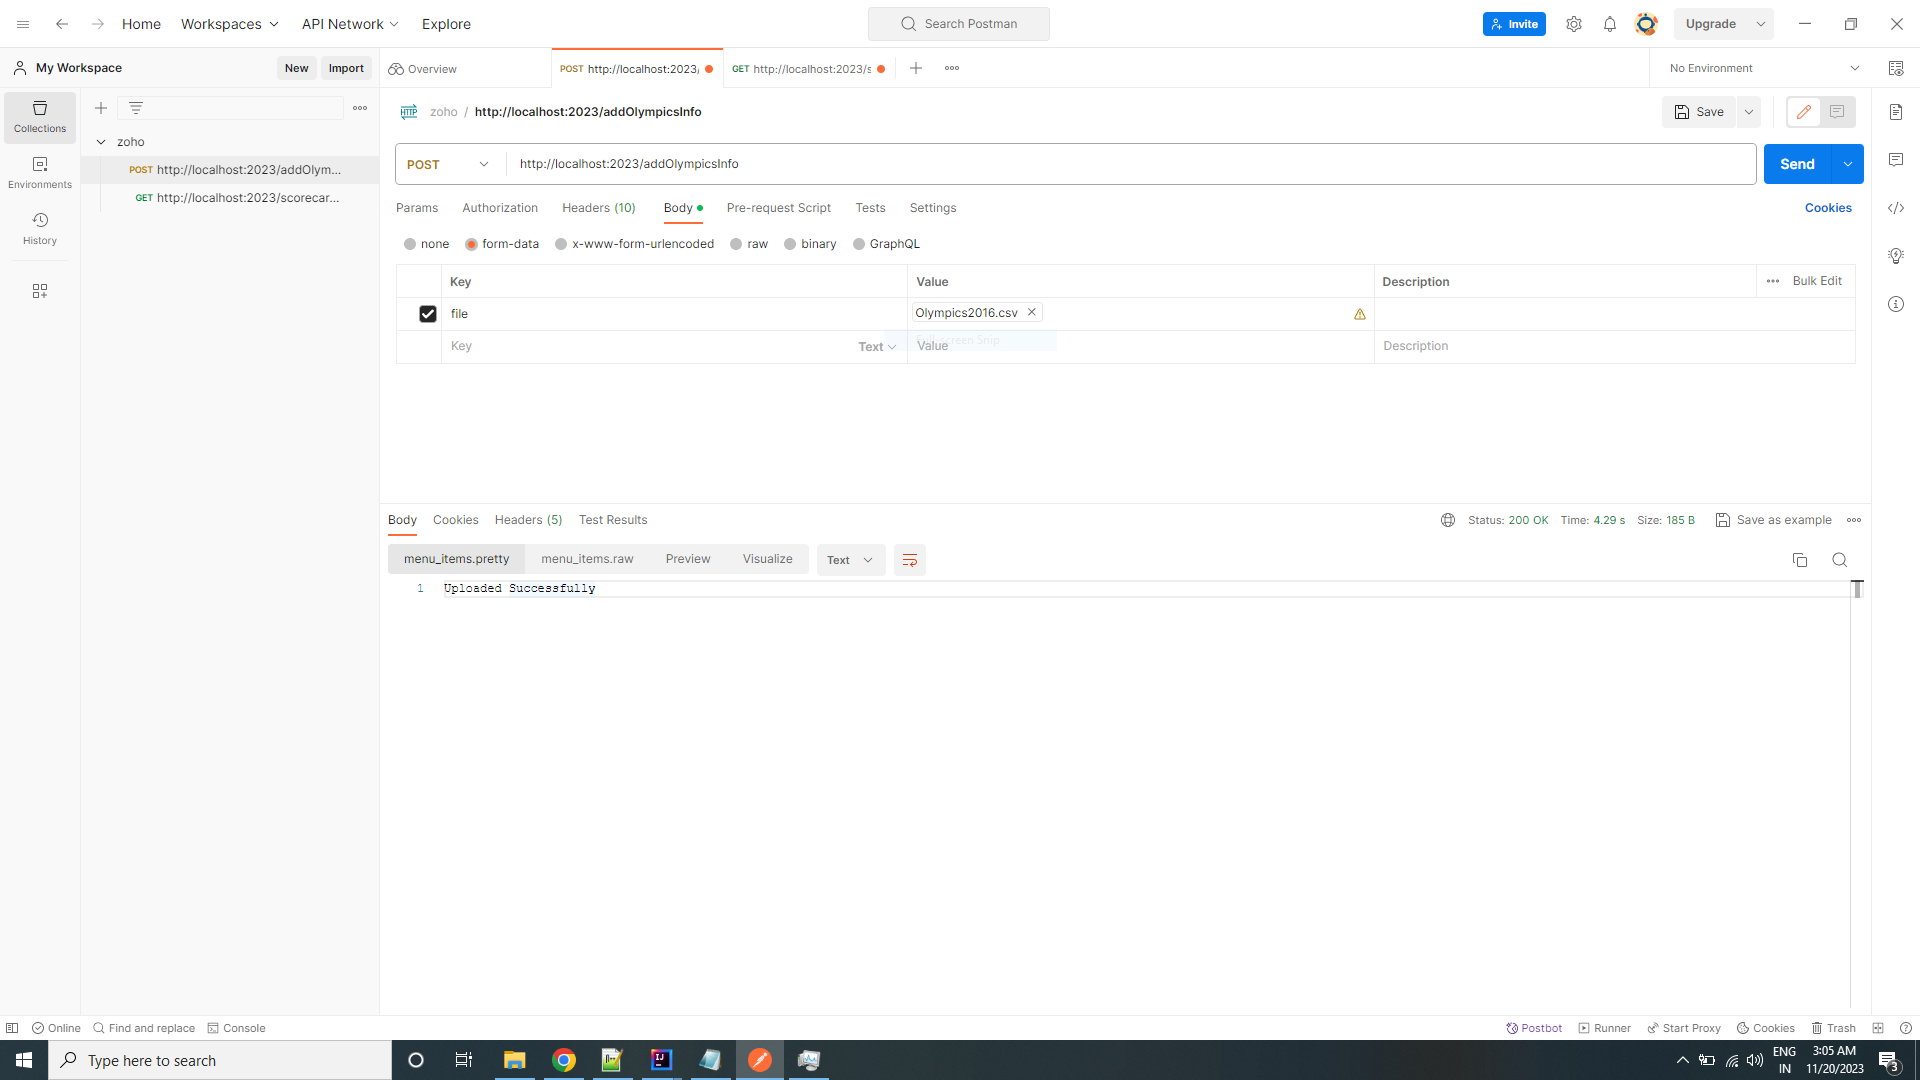 Home Workspaces API Network Explore Search Postman Invite Upgrade
My Workspace New Import Overview POST http://localhost:2023/ GET http://localhost:2023/s No Environment
zoho / http://localhost:2023/addOlympicsInfo Save
Collections
zoho
POST http://localhost:2023/addOlym...
GET http://localhost:2023/scorecar...
Environments
History
POST http://localhost:2023/addOlympicsInfo Send
Params Authorization Headers (10) Body Pre-request Script Tests Settings Cookies
none form-data x-www-form-urlencoded raw binary GraphQL
Key Value Description Bulk Edit
file Olympics2016.csv
Key Text Value Description
Body Cookies Headers (5) Test Results Status: 200 OK Time: 4.29 s Size: 185 B Save as example
menu_items.pretty menu_items.raw Preview Visualize Text
1 Uploaded Successfully
Online Find and replace Console Postbot Runner Start Proxy Cookies Trash
Type here to search ENG 3:05 AM
IN 11/20/2023 3